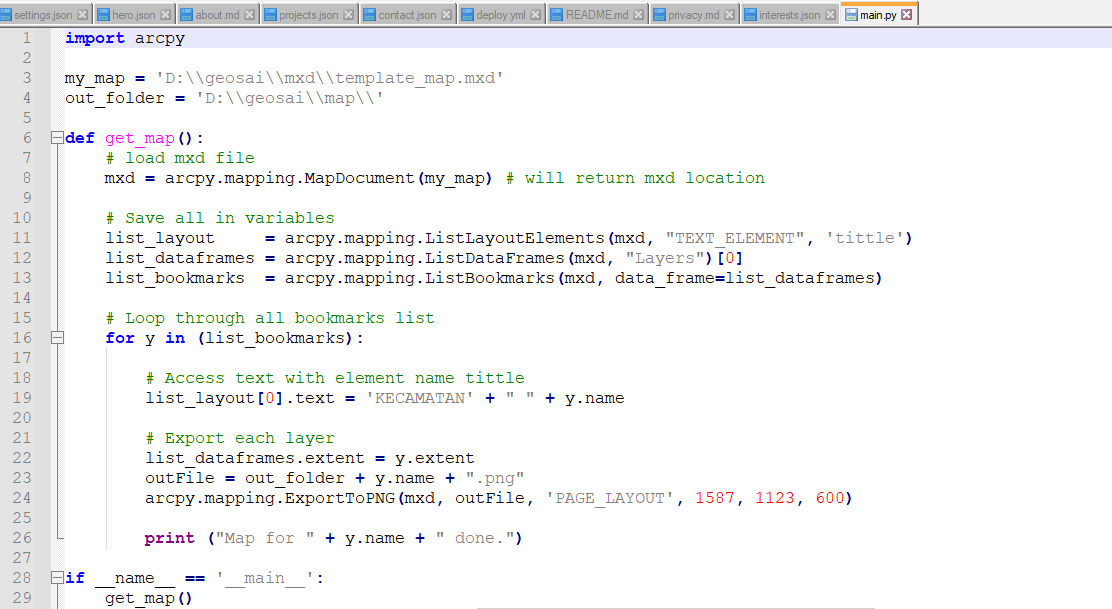 settings.json hero.json about.md projects.json contact.json deploy.yml README.md privacy.md interests.json main.py
1 import arcpy
2
3 my_map = 'D:\\geosai\\mxd\\template_map.mxd'
4 out_folder = 'D:\\geosai\\map\\'
5
6 def get_map():
7     # load mxd file
8     mxd = arcpy.mapping.MapDocument(my_map) # will return mxd location
9
10     # Save all in variables
11     list_layout     = arcpy.mapping.ListLayoutElements(mxd, "TEXT_ELEMENT", 'tittle')
12     list_dataframes = arcpy.mapping.ListDataFrames(mxd, "Layers")[0]
13     list_bookmarks  = arcpy.mapping.ListBookmarks(mxd, data_frame=list_dataframes)
14
15     # Loop through all bookmarks list
16     for y in (list_bookmarks):
17
18         # Access text with element name tittle
19         list_layout[0].text = 'KECAMATAN' + " " + y.name
20
21         # Export each layer
22         list_dataframes.extent = y.extent
23         outFile = out_folder + y.name + ".png"
24         arcpy.mapping.ExportToPNG(mxd, outFile, 'PAGE_LAYOUT', 1587, 1123, 600)
25
26         print ("Map for " + y.name + " done.")
27
28 if __name__ == '__main__':
29     get_map()